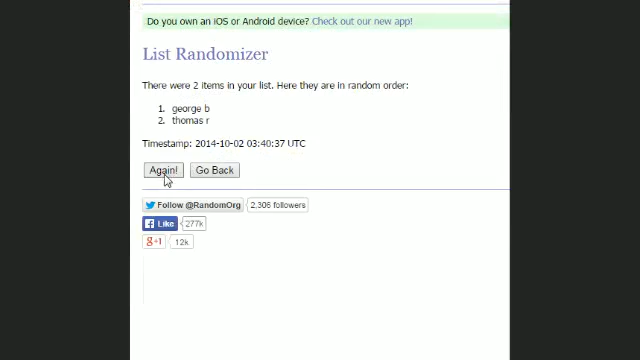 Do you own an iOS or Android device? Check out our new app!
List Randomizer
There were 2 items in your list. Here they are in random order:
1. george b
2. thomas r
Timestamp: 2014-10-02 03:40:37 UTC
Again! Go Back
Follow @RandomOrg 2,306 followers
Like 277k
g+1 12k